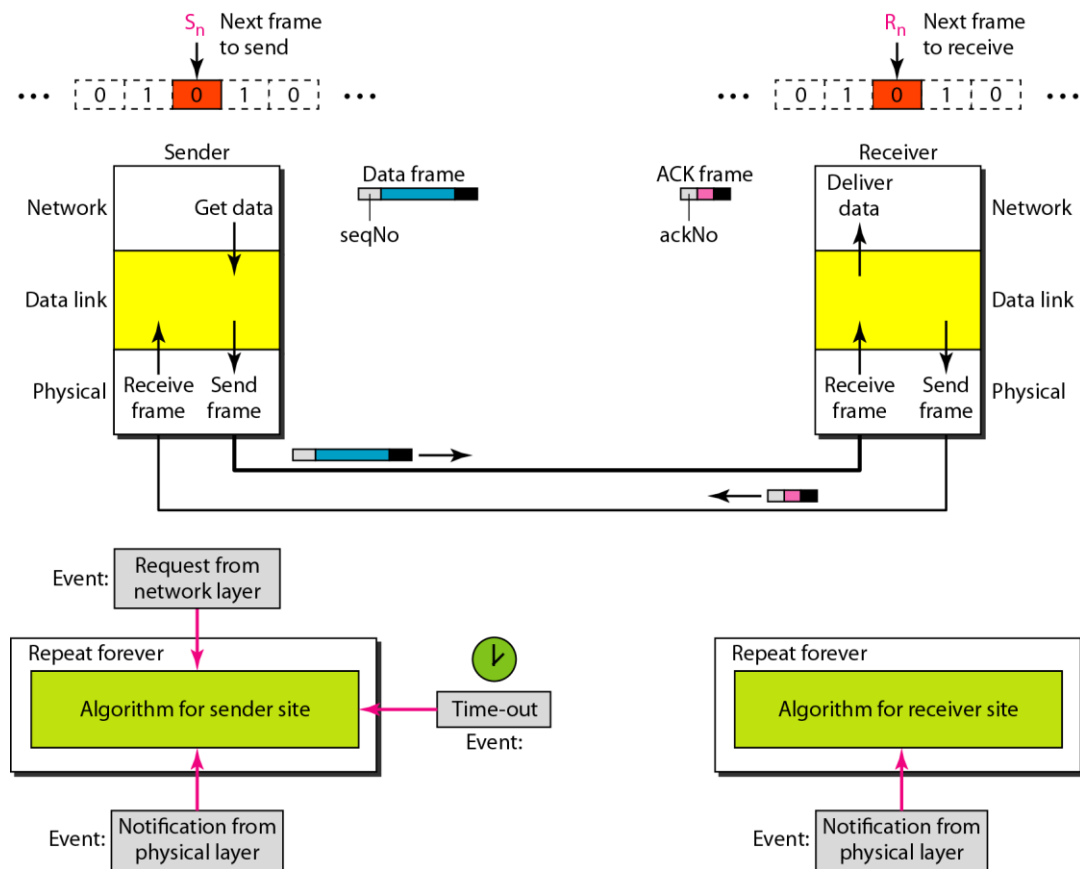 Sn Next frame
to send
Rn Next frame
to receive
... 0 1 0 1 0 ...
... 0 1 0 1 0 ...
Sender
Receiver
Data frame
ACK frame
seqNo
ackNo
Network
Get data
Deliver
data
Network
Data link
Data link
Physical
Receive
frame
Send
frame
Receive
frame
Send
frame
Physical
Event:
Request from
network layer
Repeat forever
Algorithm for sender site
Time-out
Event:
Repeat forever
Algorithm for receiver site
Event:
Notification from
physical layer
Event:
Notification from
physical layer